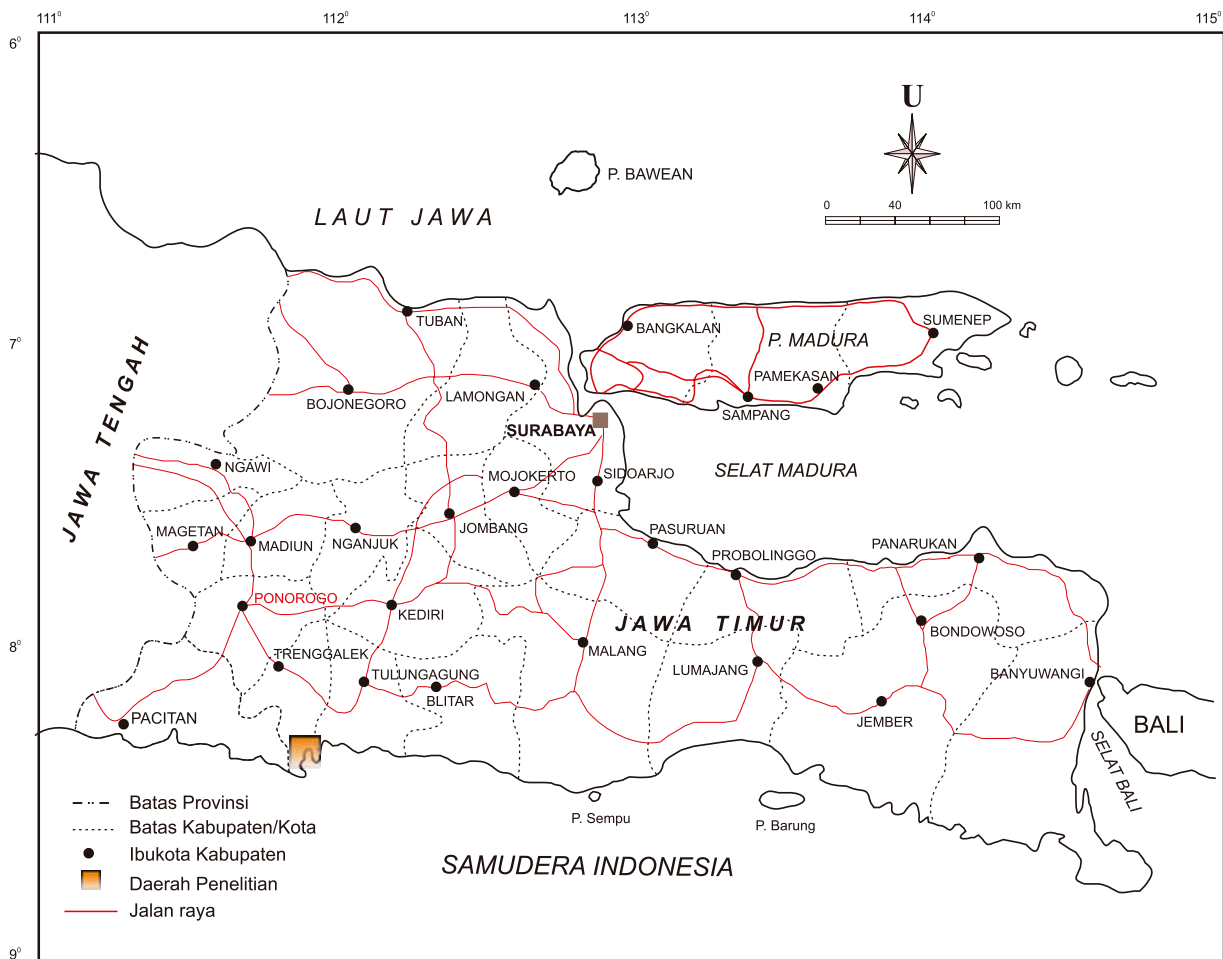 111°
112°
113°
114°
115°
6°
U
P. BAWEAN
0 40 100 km
LAUT JAWA
TUBAN
BANGKALAN
SUMENEP
7°
P. MADURA
JAWA TENGAH
PAMEKASAN
BOJONEGORO
LAMONGAN
SAMPANG
SURABAYA
NGAWI
MOJOKERTO
SIDOARJO
SELAT MADURA
MAGETAN
MADIUN
NGANJUK
JOMBANG
PASURUAN
PROBOLINGGO
PANARUKAN
PONOROGO
KEDIRI
JAWA TIMUR
BONDOWOSO
8°
TRENGGALEK
MALANG
TULUNGAGUNG
LUMAJANG
BANYUWANGI
BLITAR
PACITAN
JEMBER
BALI
SELAT BALI
Batas Provinsi
Batas Kabupaten/Kota
Ibukota Kabupaten
Daerah Penelitian
Jalan raya
P. Sempu
P. Barung
SAMUDERA INDONESIA
9°